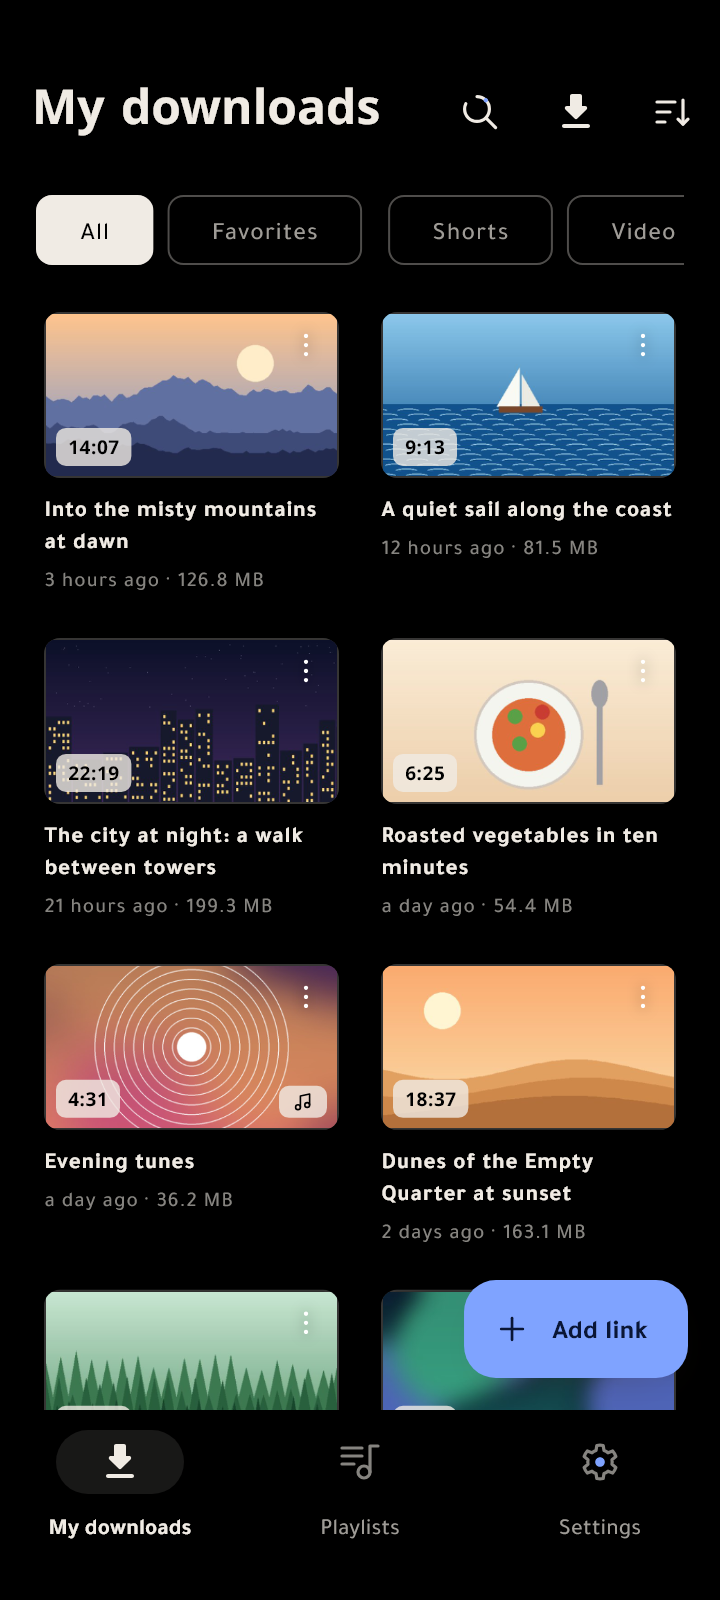 My downloads
All
Favorites
Shorts
Video
14:07
9:13
Into the misty mountains
at dawn
3 hours ago · 126.8 MB
A quiet sail along the coast
12 hours ago · 81.5 MB
22:19
6:25
The city at night: a walk
between towers
21 hours ago · 199.3 MB
Roasted vegetables in ten
minutes
a day ago · 54.4 MB
4:31
18:37
Evening tunes
a day ago · 36.2 MB
Dunes of the Empty
Quarter at sunset
2 days ago · 163.1 MB
Add link
My downloads
Playlists
Settings